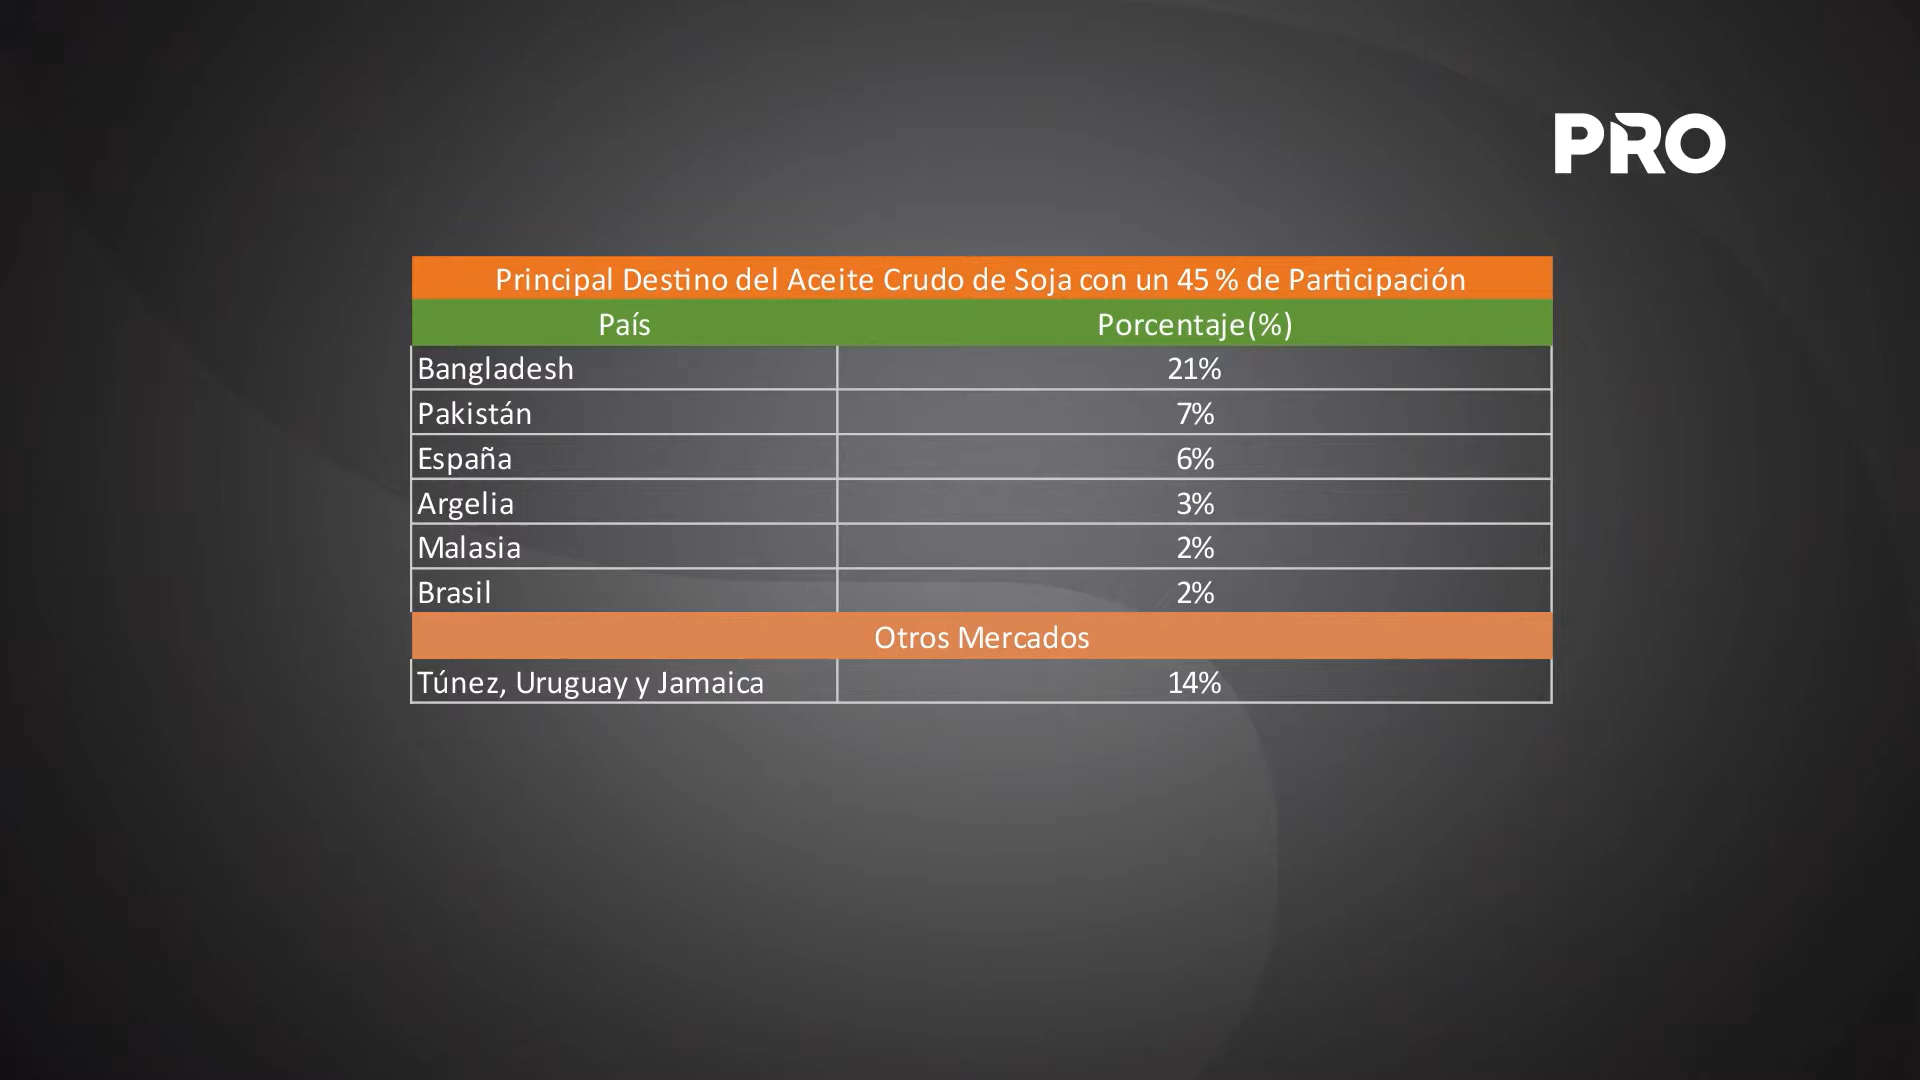 PRO
Principal Destino del Aceite Crudo de Soja con un 45 % de Participación
País Porcentaje(%)
Bangladesh 21%
Pakistán 7%
España 6%
Argelia 3%
Malasia 2%
Brasil 2%
Otros Mercados
Túnez, Uruguay y Jamaica 14%